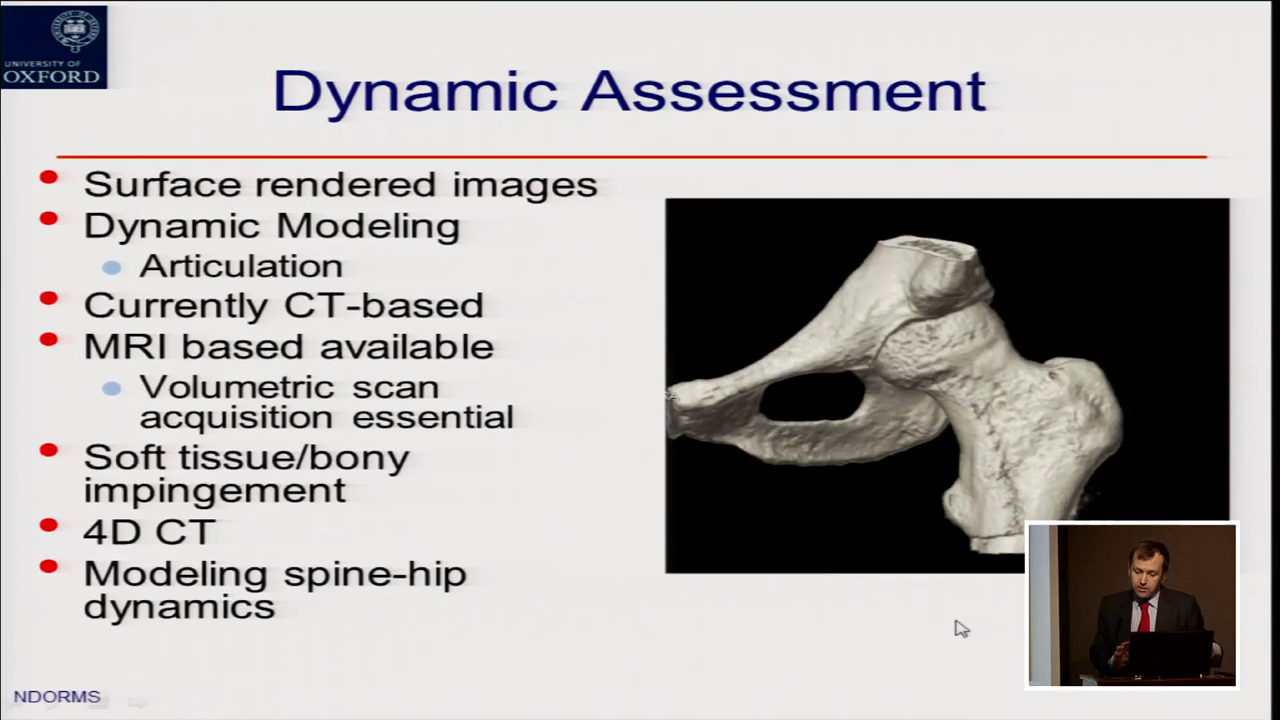 UNIVERSITY OF
OXFORD
Dynamic Assessment
Surface rendered images
Dynamic Modeling
Articulation
Currently CT-based
MRI based available
Volumetric scan
acquisition essential
Soft tissue/bony
impingement
4D CT
Modeling spine-hip
dynamics
NDORMS